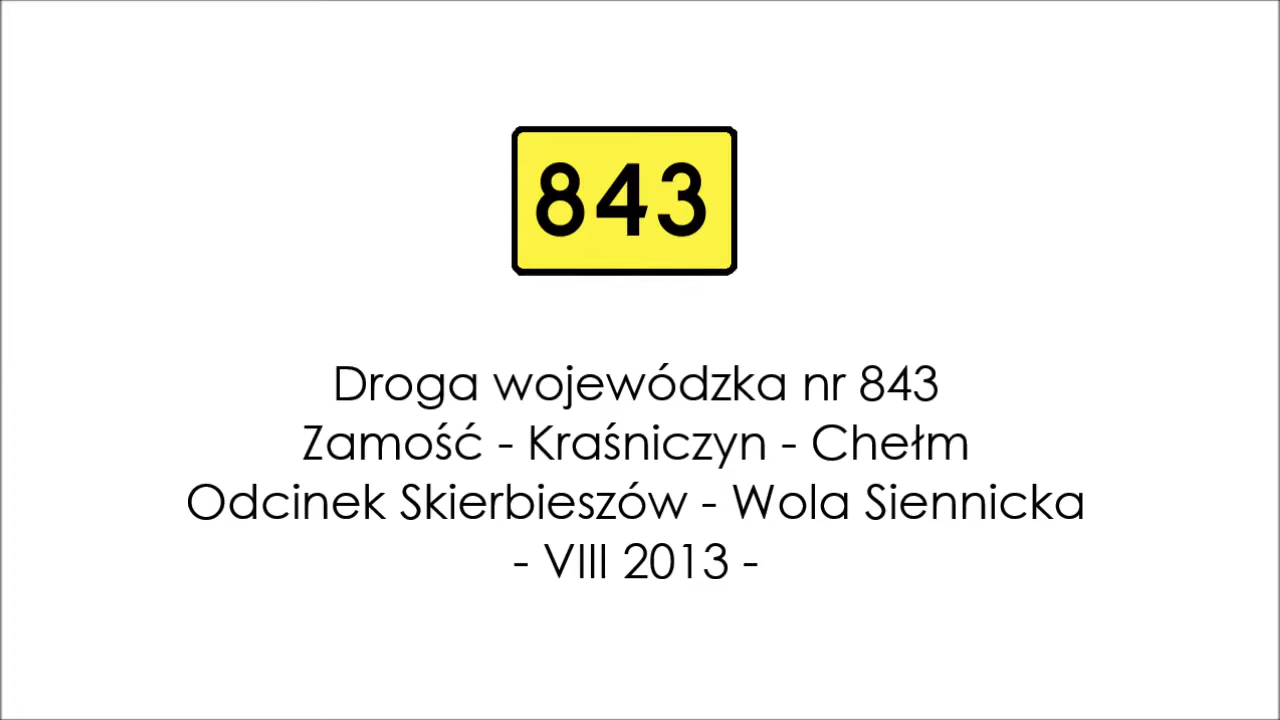 843
Droga wojewódzka nr 843
Zamość - Kraśniczyn - Chełm
Odcinek Skierbieszów - Wola Siennicka
- VIII 2013 -